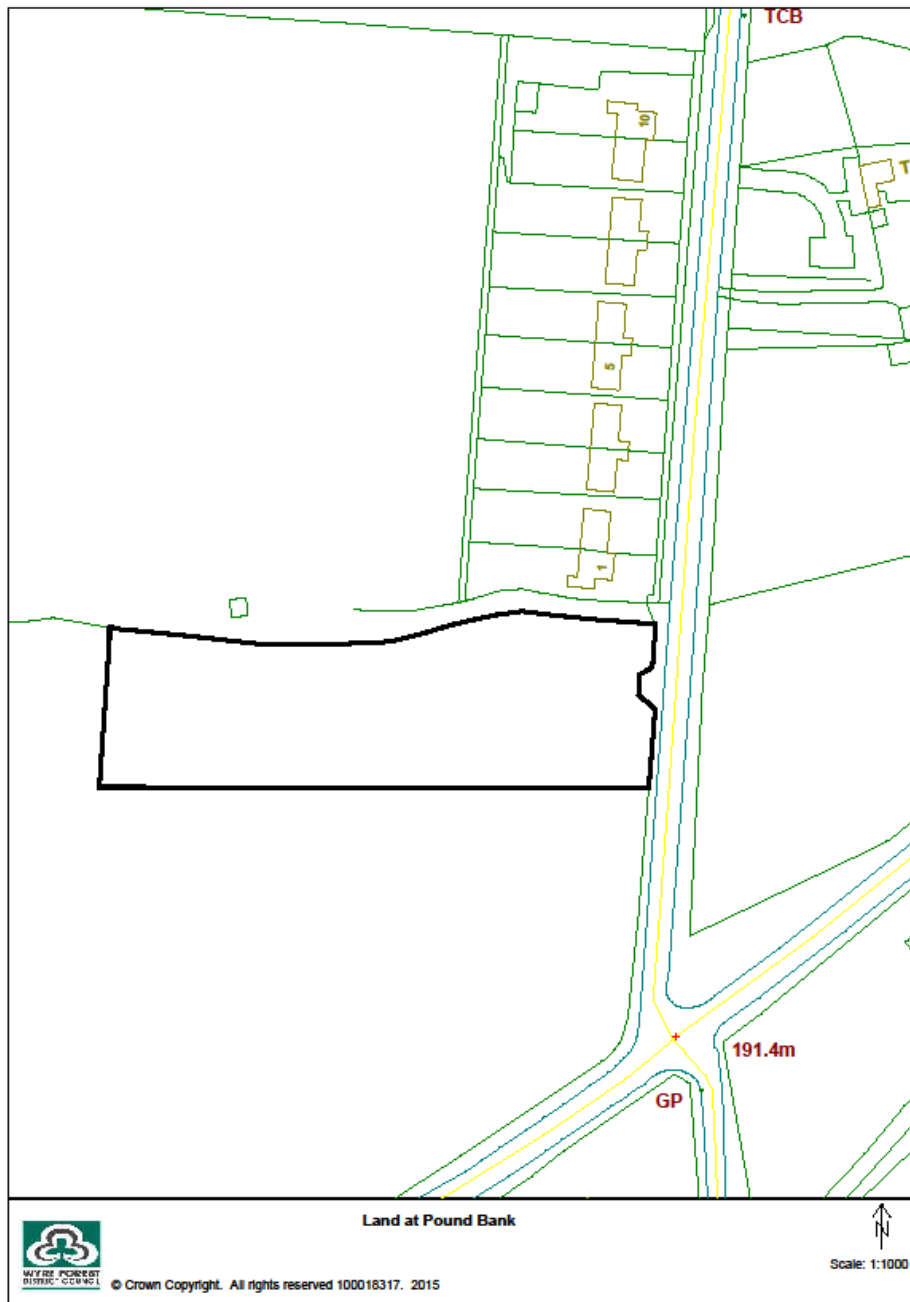 TCB
10
T
5
1
191.4m
GP
Land at Pound Bank
N
Scale: 1:1000
WYRE FOREST
DISTRICT COUNCIL
© Crown Copyright. All rights reserved 100018317. 2015